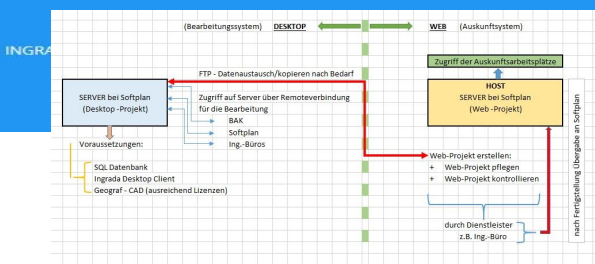 (Bearbeitungssystem) DESKTOP
WEB (Auskunftsystem)
INGRA
Zugriff der Auskunftsarbeitsplätze
FTP - Datenaustausch/kopieren nach Bedarf
HOST
SERVER bei Softplan
(Web -Projekt)
SERVER bei Softplan
(Desktop -Projekt)
Zugriff auf Server über Remoteverbindung
für die Bearbeitung
BAK
Softplan
Ing.-Büros
Voraussetzungen:
SQL Datenbank
Ingrada Desktop Client
Geograf - CAD (ausreichend Lizenzen)
Web-Projekt erstellen:
+ Web-Projekt pflegen
+ Web-Projekt kontrollieren
durch Dienstleister
z.B. Ing.-Büro
nach Fertigstellung Übergabe an Softplan